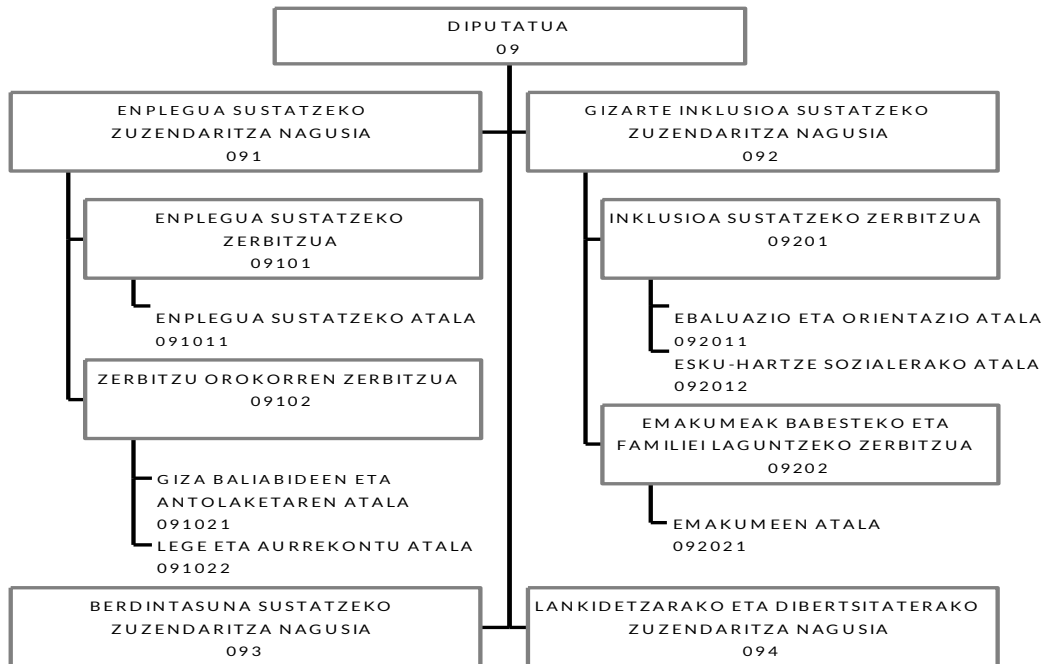 DIPUTATUA
09
ENPLEGUA SUSTATZEKO
ZUZENDARITZA NAGUSIA
091
ENPLEGUA SUSTATZEKO
ZERBITZUA
09101
ENPLEGUA SUSTATZEKO ATALA
091011
ZERBITZU OROKORREN ZERBITZUA
09102
GIZA BALIABIDEEN ETA
ANTOLAKETAREN ATALA
091021
LEGE ETA AURREKONTU ATALA
091022
GIZARTE INKLUSIOA SUSTATZEKO
ZUZENDARITZA NAGUSIA
092
INKLUSIOA SUSTATZEKO ZERBITZUA
09201
EBALUAZIO ETA ORIENTAZIO ATALA
092011
ESKU-HARTZE SOZIALERAKO ATALA
092012
EMAKUMEAK BABESTEKO ETA
FAMILIEI LAGUNTZEKO ZERBITZUA
09202
EMAKUMEEN ATALA
092021
BERDINTASUNA SUSTATZEKO
ZUZENDARITZA NAGUSIA
093
LANKIDETZARAKO ETA DIBERTSITATERAKO
ZUZENDARITZA NAGUSIA
094